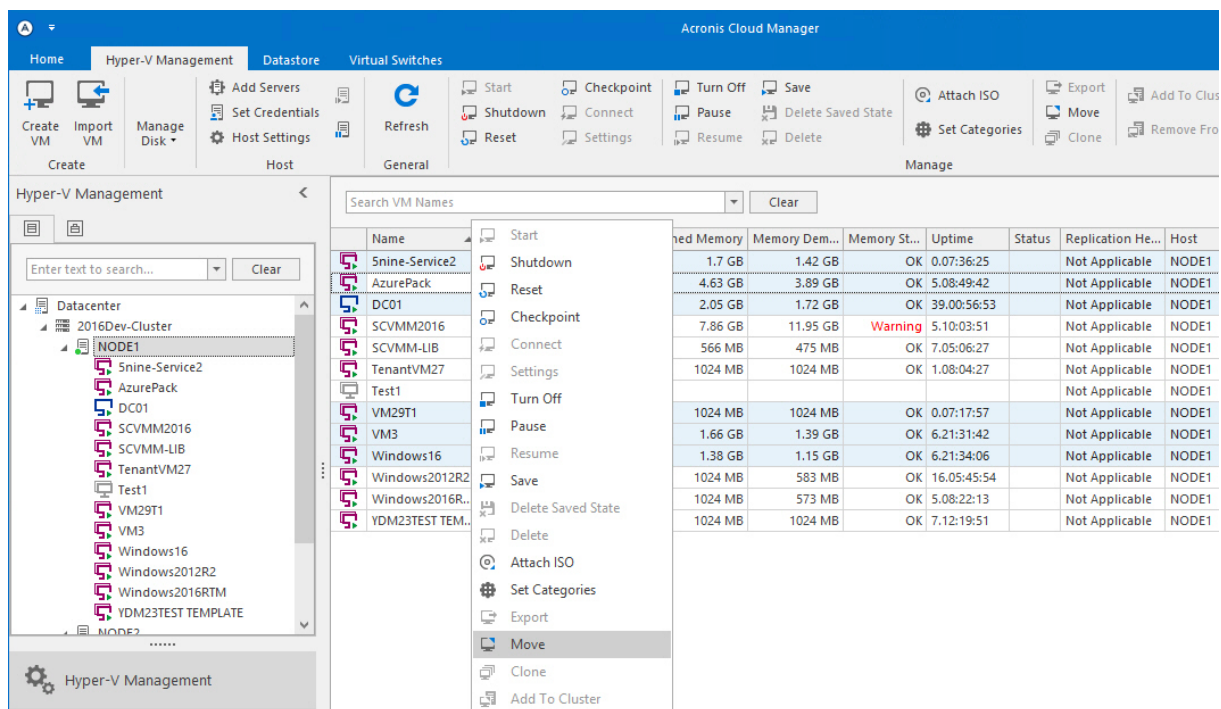 Acronis Cloud Manager
Home Hyper-V Management Datastore Virtual Switches
Create VM
Import VM
Manage Disk
Add Servers
Set Credentials
Host Settings
Refresh
Start
Shutdown
Reset
Checkpoint
Connect
Settings
Turn Off
Pause
Resume
Save
Delete Saved State
Delete
Attach ISO
Set Categories
Export
Move
Clone
Add To Clus
Remove Fro
Create Host General Manage
Hyper-V Management
Enter text to search... Clear
Datacenter
2016Dev-Cluster
NODE1
5nine-Service2
AzurePack
DC01
SCVMM2016
SCVMM-LIB
TenantVM27
Test1
VM29T1
VM3
Windows16
Windows2012R2
Windows2016RTM
YDM23TEST TEMPLATE
NODE2
Hyper-V Management
Search VM Names Clear
Name ned Memory Memory Dem... Memory St... Uptime Status Replication He... Host
5nine-Service2 1.7 GB 1.42 GB OK 0.07:36:25 Not Applicable NODE1
AzurePack 4.63 GB 3.89 GB OK 5.08:49:42 Not Applicable NODE1
DC01 2.05 GB 1.72 GB OK 39.00:56:53 Not Applicable NODE1
SCVMM2016 7.86 GB 11.95 GB Warning 5.10:03:51 Not Applicable NODE1
SCVMM-LIB 566 MB 475 MB OK 7.05:06:27 Not Applicable NODE1
TenantVM27 1024 MB 1024 MB OK 1.08:04:27 Not Applicable NODE1
Test1 Not Applicable NODE1
VM29T1 1024 MB 1024 MB OK 0.07:17:57 Not Applicable NODE1
VM3 1.66 GB 1.39 GB OK 6.21:31:42 Not Applicable NODE1
Windows16 1.38 GB 1.15 GB OK 6.21:34:06 Not Applicable NODE1
Windows2012R2 1024 MB 583 MB OK 16.05:45:54 Not Applicable NODE1
Windows2016R... 1024 MB 573 MB OK 5.08:22:13 Not Applicable NODE1
YDM23TEST TEM... 1024 MB 1024 MB OK 7.12:19:51 Not Applicable NODE1
Start
Shutdown
Reset
Checkpoint
Connect
Settings
Turn Off
Pause
Resume
Save
Delete Saved State
Delete
Attach ISO
Set Categories
Export
Move
Clone
Add To Cluster